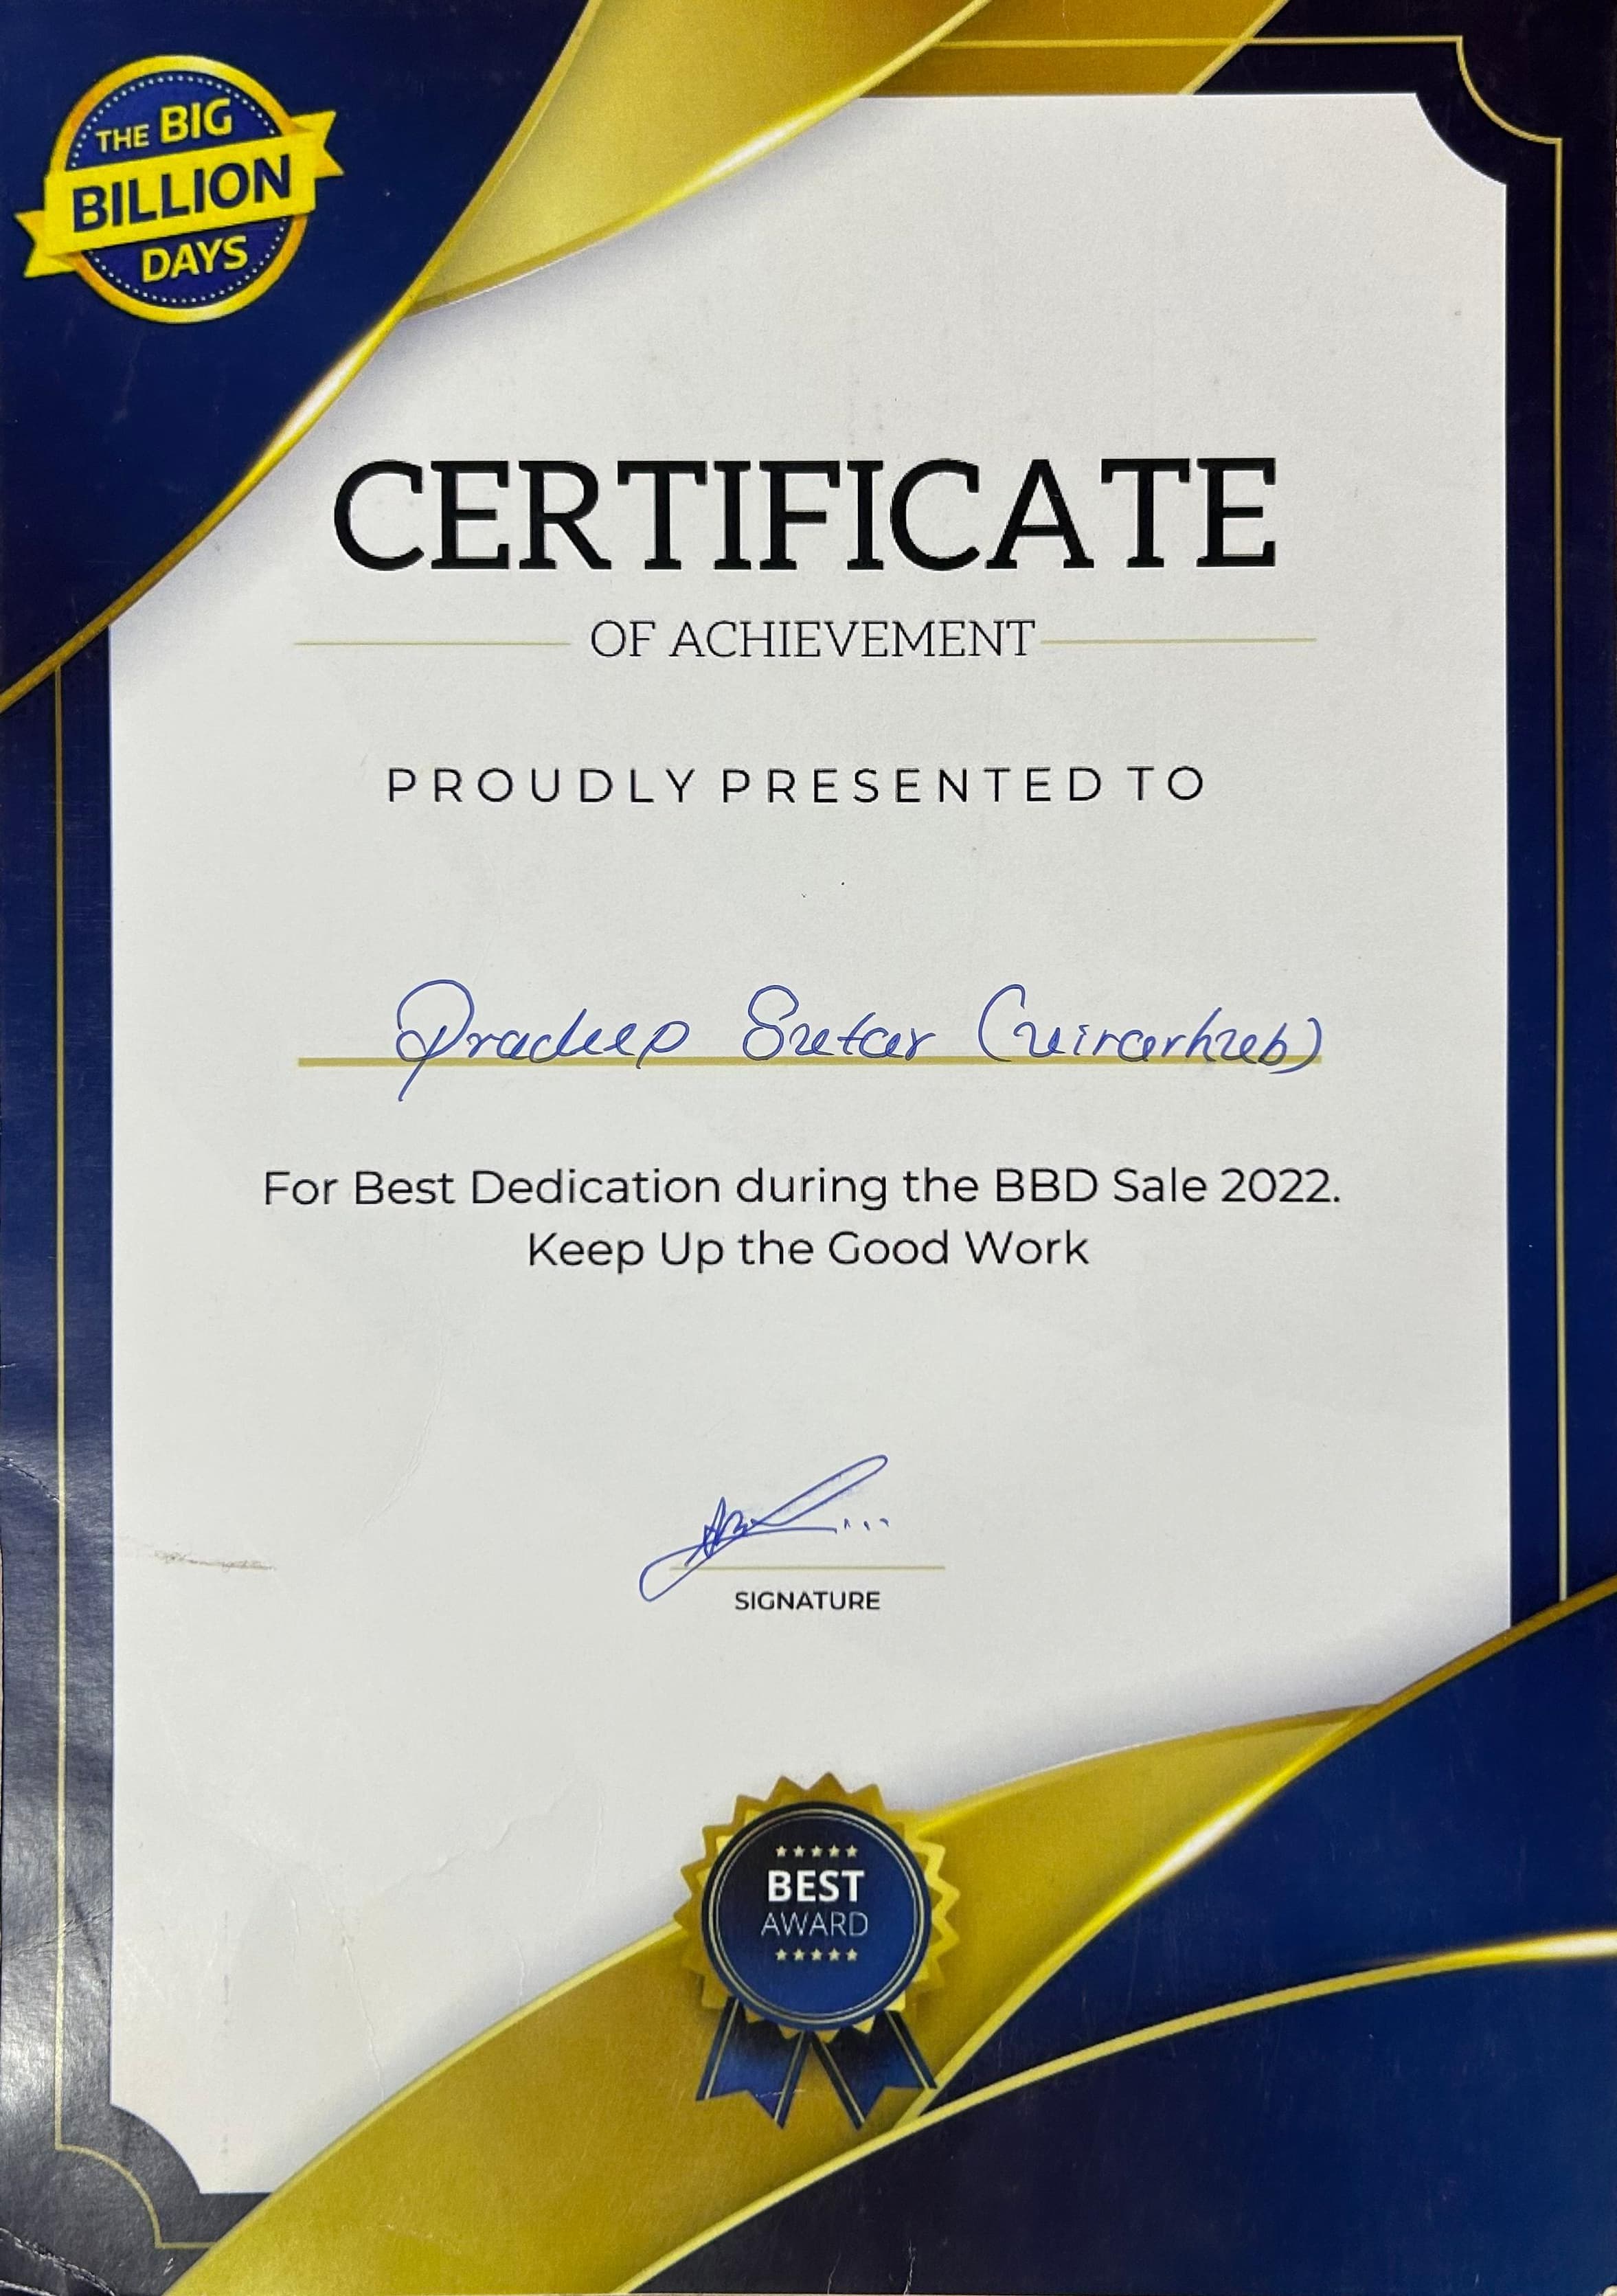 THE BIG
BILLION
DAYS
CERTIFICATE
OF ACHIEVEMENT
PROUDLY PRESENTED TO
Pradeep Sutar (virarhub)
For Best Dedication during the BBD Sale 2022.
Keep Up the Good Work
SIGNATURE
BEST
AWARD